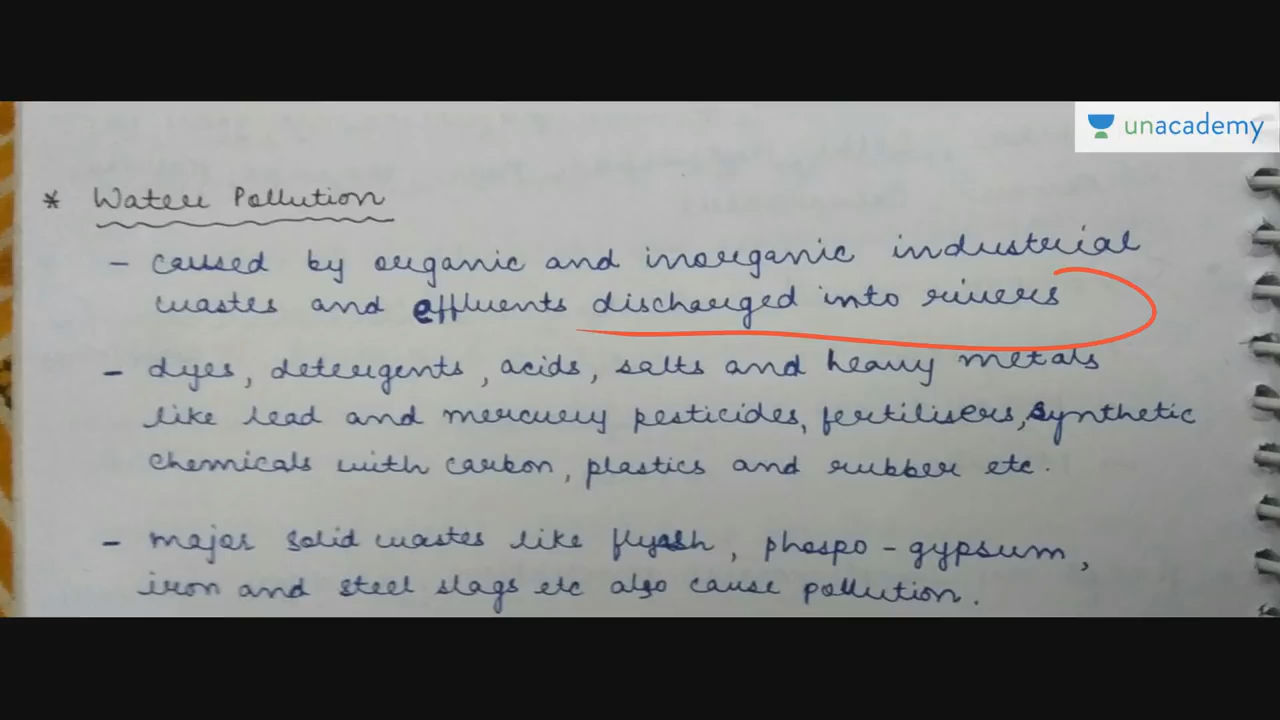 unacademy
* Water Pollution
- caused by organic and inorganic industrial
wastes and effluents discharged into rivers
- dyes, detergents, acids, salts and heavy metals
like lead and mercury pesticides, fertilisers, synthetic
chemicals with carbon, plastics and rubber etc.
- major solid wastes like flyash, phospo-gypsum,
iron and steel slags etc also cause pollution.